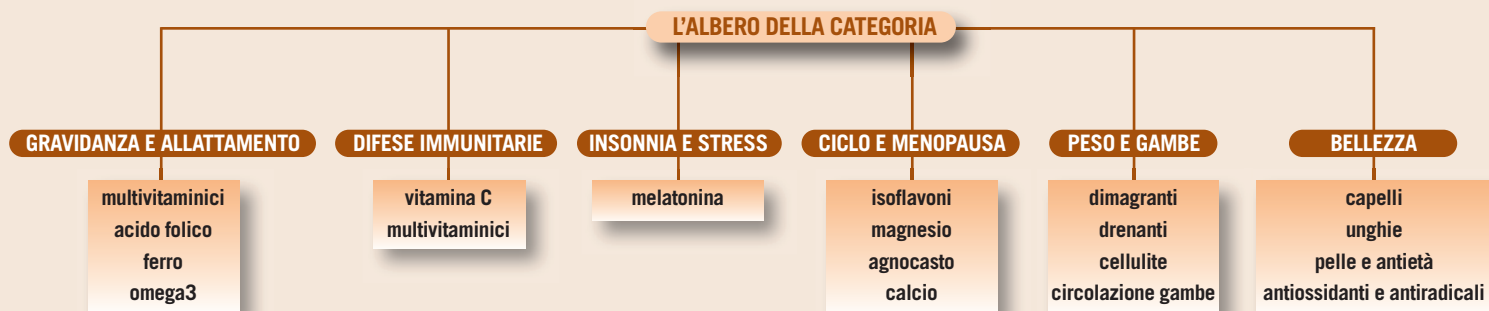 L'ALBERO DELLA CATEGORIA
GRAVIDANZA E ALLATTAMENTO
multivitaminici
acido folico
ferro
omega3
DIFESE IMMUNITARIE
vitamina C
multivitaminici
INSONNIA E STRESS
melatonina
CICLO E MENOPAUSA
isoflavoni
magnesio
agnocasto
calcio
PESO E GAMBE
dimagranti
drenanti
cellulite
circolazione gambe
BELLEZZA
capelli
unghie
pelle e antietà
antiossidanti e antiradicali